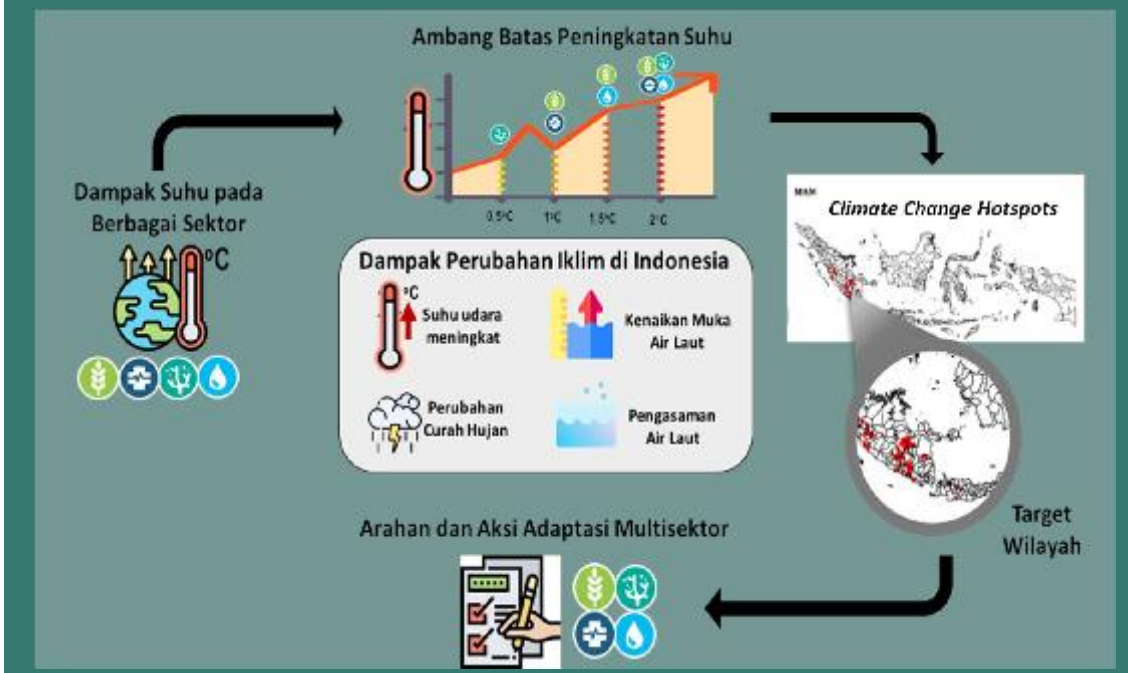 Ambang Batas Peningkatan Suhu
0.5°C
1°C
1.5°C
2°C
Dampak Suhu pada
Berbagai Sektor
°C
Climate Change Hotspots
Dampak Perubahan Iklim di Indonesia
°C
Suhu udara
meningkat
Kenaikan Muka
Air Laut
Perubahan
Curah Hujan
Pengasaman
Air Laut
Target
Wilayah
Arahan dan Aksi Adaptasi Multisektor